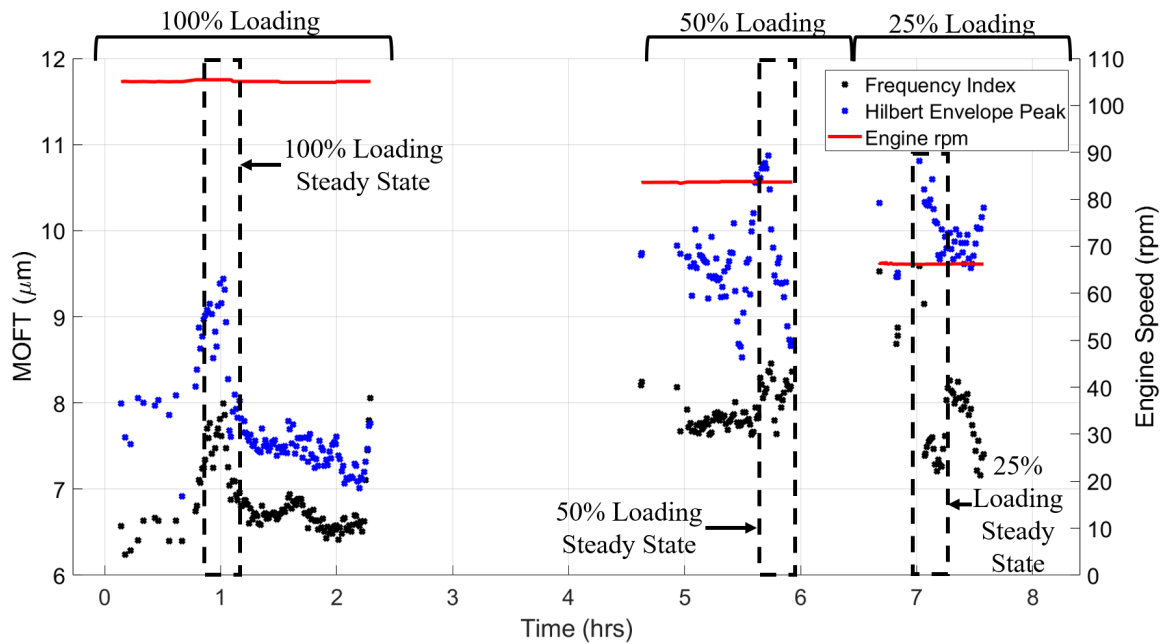 100% Loading
50% Loading
25% Loading
12
11
10
9
8
7
6
MOFT (μm)
110
100
90
80
70
60
50
40
30
20
10
0
Engine Speed (rpm)
Frequency Index
Hilbert Envelope Peak
Engine rpm
100% Loading
Steady State
50% Loading
Steady State
25%
Loading
Steady
State
0
1
2
3
4
5
6
7
8
Time (hrs)